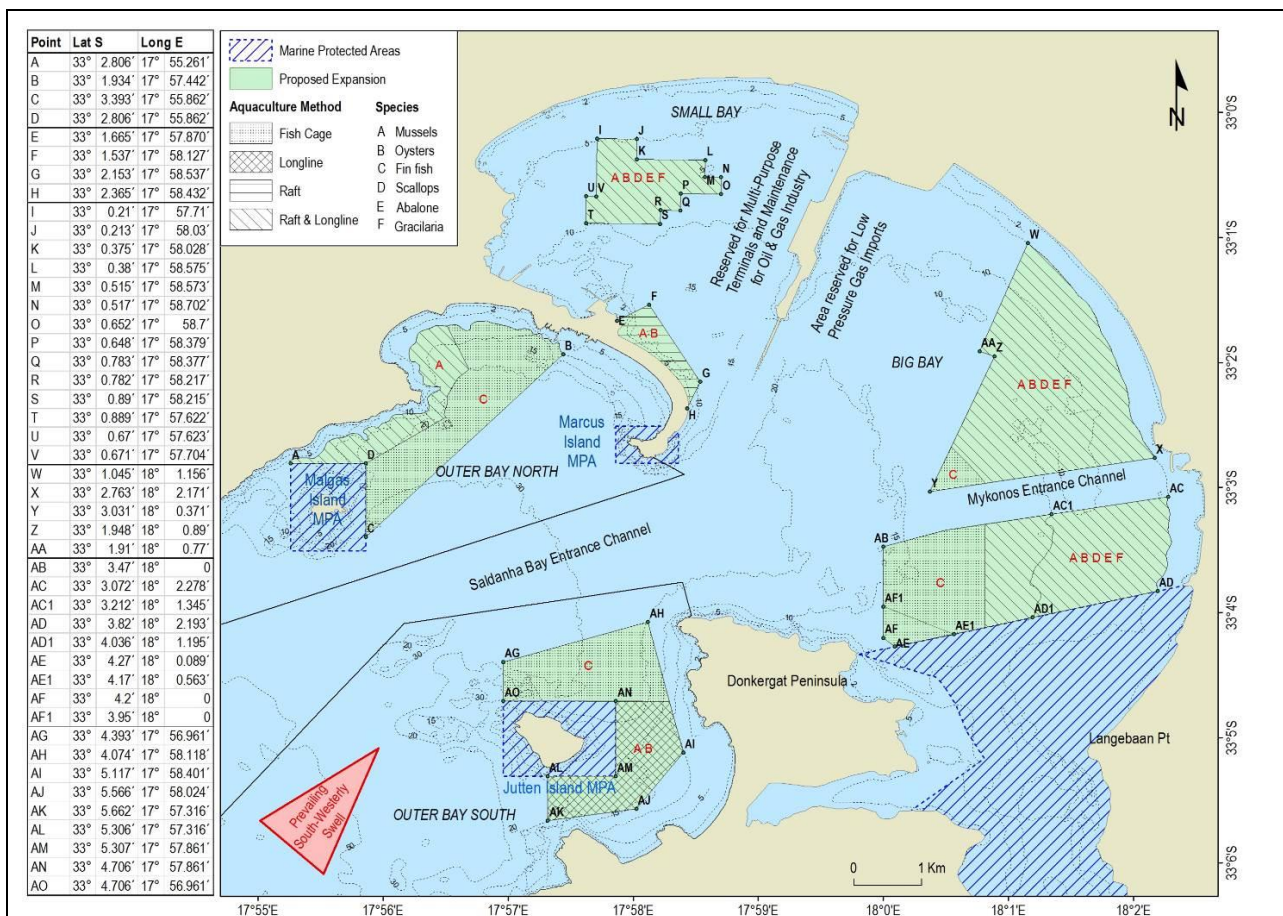 Point Lat S Long E
A 33° 2.806´ 17° 55.261´
B 33° 1.934´ 17° 57.442´
C 33° 3.393´ 17° 55.862´
D 33° 2.806´ 17° 55.862´
E 33° 1.665´ 17° 57.870´
F 33° 1.537´ 17° 58.127´
G 33° 2.153´ 17° 58.537´
H 33° 2.365´ 17° 58.432´
I 33° 0.21´ 17° 57.71´
J 33° 0.213´ 17° 58.03´
K 33° 0.375´ 17° 58.028´
L 33° 0.38´ 17° 58.575´
M 33° 0.515´ 17° 58.573´
N 33° 0.517´ 17° 58.702´
O 33° 0.652´ 17° 58.7´
P 33° 0.648´ 17° 58.379´
Q 33° 0.783´ 17° 58.377´
R 33° 0.782´ 17° 58.217´
S 33° 0.89´ 17° 58.215´
T 33° 0.889´ 17° 57.622´
U 33° 0.67´ 17° 57.623´
V 33° 0.671´ 17° 57.704´
W 33° 1.045´ 18° 1.156´
X 33° 2.763´ 18° 2.171´
Y 33° 3.031´ 18° 0.371´
Z 33° 1.948´ 18° 0.89´
AA 33° 1.91´ 18° 0.77´
AB 33° 3.47´ 18° 0
AC 33° 3.072´ 18° 2.278´
AC1 33° 3.212´ 18° 1.345´
AD 33° 3.82´ 18° 2.193´
AD1 33° 4.036´ 18° 1.195´
AE 33° 4.27´ 18° 0.089´
AE1 33° 4.17´ 18° 0.563´
AF 33° 4.2´ 18° 0
AF1 33° 3.95´ 18° 0
AG 33° 4.393´ 17° 56.961´
AH 33° 4.074´ 17° 58.118´
AI 33° 5.117´ 17° 58.401´
AJ 33° 5.566´ 17° 58.024´
AK 33° 5.662´ 17° 57.316´
AL 33° 5.306´ 17° 57.316´
AM 33° 5.307´ 17° 57.861´
AN 33° 4.706´ 17° 57.861´
AO 33° 4.706´ 17° 56.961´
Marine Protected Areas
Proposed Expansion
Aquaculture Method
Fish Cage
Longline
Raft
Raft & Longline
Species
A Mussels
B Oysters
C Fin fish
D Scallops
E Abalone
F Gracilaria
SMALL BAY
I J
K L
A B D E F
M N
O
P
Q
R
S
T
U V
Reserved for Multi-Purpose
Terminals and Maintenance
for Oil & Gas Industry
Area reserved for Low
Pressure Gas Imports
N
W
BIG BAY
AA Z
A B D E F
C
X
Y
Mykonos Entrance Channel
E F
A B
G
H
Marcus
Island
MPA
B
A
C
A D
C
Malgas
Island
MPA
OUTER BAY NORTH
Saldanha Bay Entrance Channel
AC
AC1
AB
C
A B D E F
AD
AD1
AF1
AF
AE AE1
AG AH
C
AO AN
A B
AI
AL AM
AK AJ
Jutten Island MPA
Donkergat Peninsula
Langebaan Pt
OUTER BAY SOUTH
Prevailing
South-Westerly
Swell
0 1 Km
33°0'S
33°1'S
33°2'S
33°3'S
33°4'S
33°5'S
33°6'S
17°55'E 17°56'E 17°57'E 17°58'E 17°59'E 18°0'E 18°1'E 18°2'E